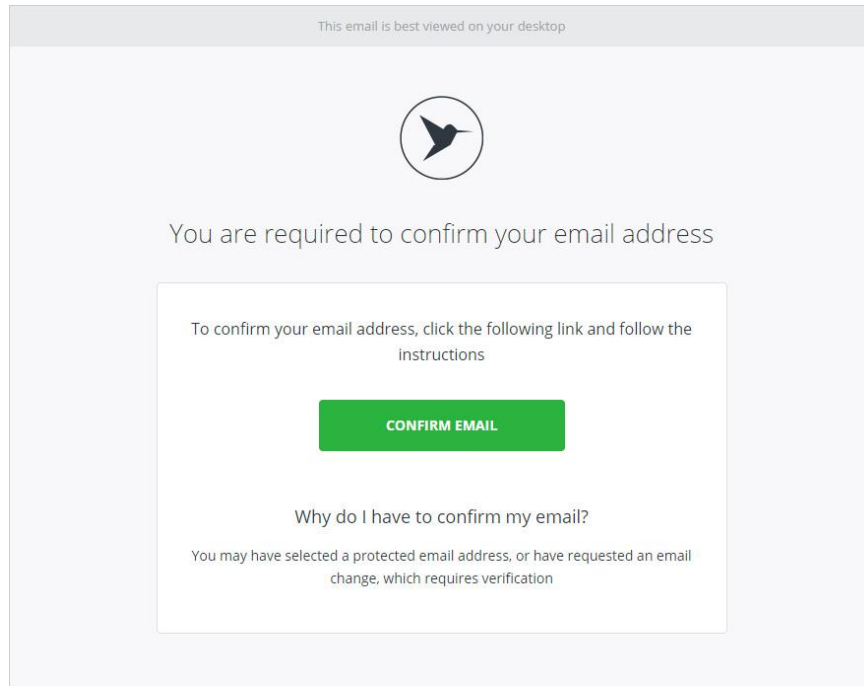 This email is best viewed on your desktop
You are required to confirm your email address
To confirm your email address, click the following link and follow the
instructions
CONFIRM EMAIL
Why do I have to confirm my email?
You may have selected a protected email address, or have requested an email
change, which requires verification